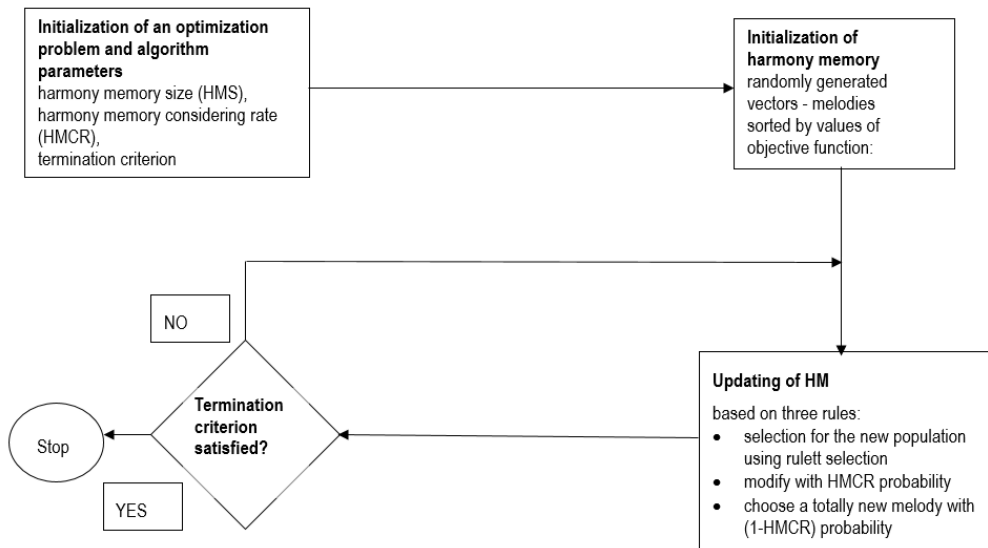 Initialization of an optimization
problem and algorithm
parameters
harmony memory size (HMS),
harmony memory considering rate
(HMCR),
termination criterion
Initialization of
harmony memory
randomly generated
vectors - melodies
sorted by values of
objective function:
NO
Updating of HM
based on three rules:
• selection for the new population
using rulett selection
• modify with HMCR probability
• choose a totally new melody with
(1-HMCR) probability
Termination
criterion
satisfied?
Stop
YES